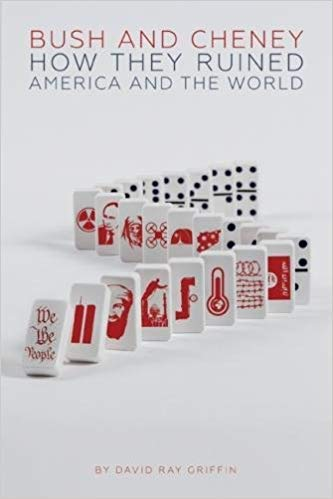 BUSH AND CHENEY
HOW THEY RUINED
AMERICA AND THE WORLD
We
the
People
BY DAVID RAY GRIFFIN